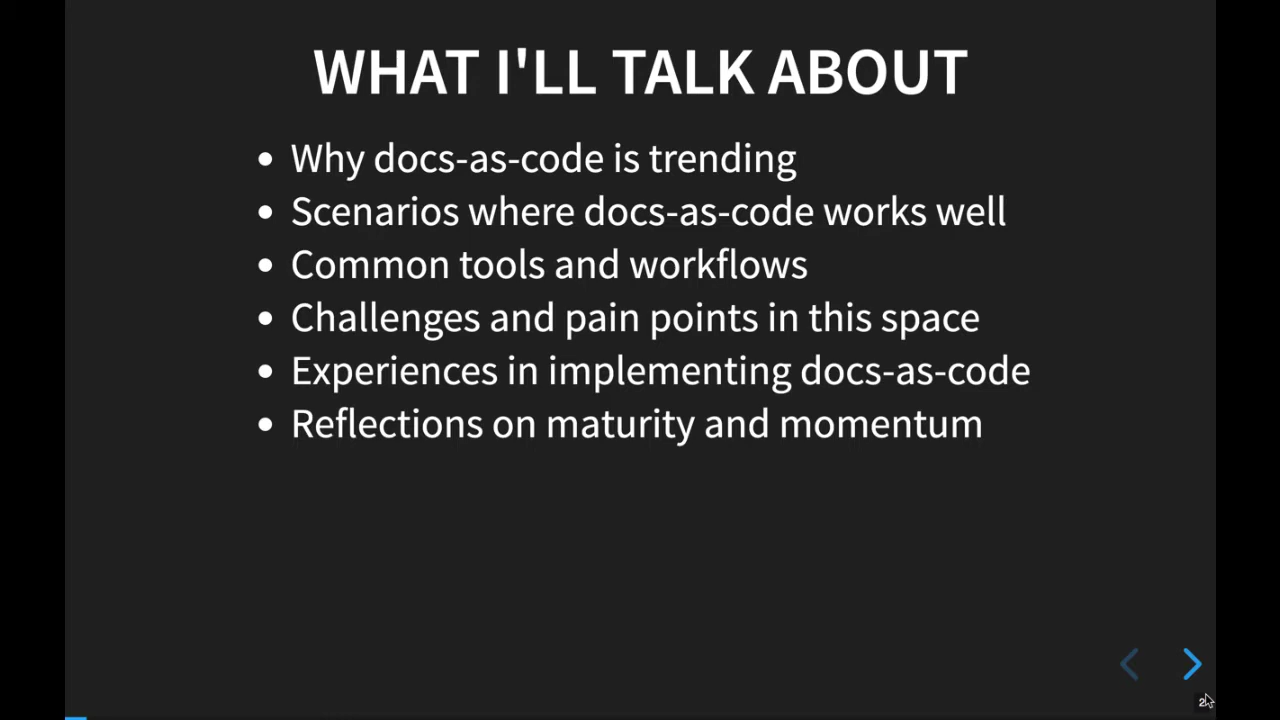 WHAT I'LL TALK ABOUT
• Why docs-as-code is trending
• Scenarios where docs-as-code works well
• Common tools and workflows
• Challenges and pain points in this space
• Experiences in implementing docs-as-code
• Reflections on maturity and momentum
2